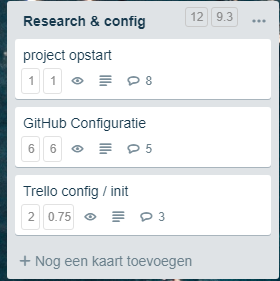 Research & config 12 9.3 ...
project opstart
1 1 8
GitHub Configuratie
6 6 5
Trello config / init
2 0.75 3
+ Nog een kaart toevoegen